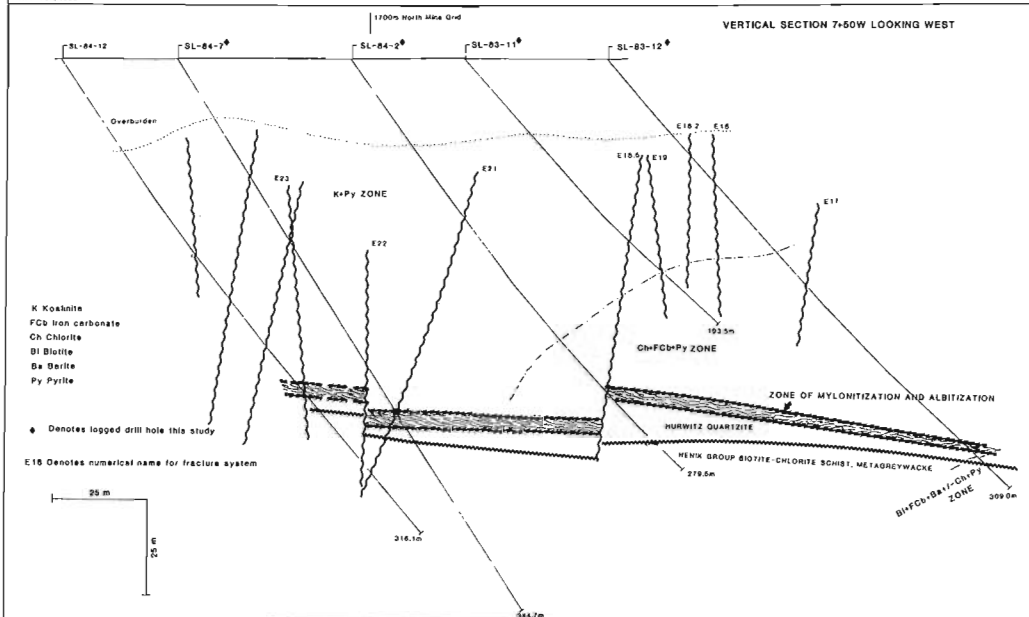 1700m North Mine Grid
VERTICAL SECTION 7+50W LOOKING WEST
SL-84-12
SL-84-7
SL-84-2
SL-83-11
SL-83-12
Overburden
E18.2
E16
E18.5
E19
E21
E23
K+Py ZONE
E17
E22
K Koalinite
FCb Iron carbonate
Ch Chlorite
Bi Biotite
Ba Barite
Py Pyrite
193.5m
Ch+FCb+Py ZONE
ZONE OF MYLONITIZATION AND ALBITIZATION
HURWITZ QUARTZITE
♦ Denotes logged drill hole this study
HENIK GROUP BIOTITE-CHLORITE SCHIST, METAGREYWACKE
E16 Denotes numerical name for fracture system
279.5m
Bi+FCb+Ba+/-Ch+Py
ZONE
309.0m
25 m
25 m
316.1m